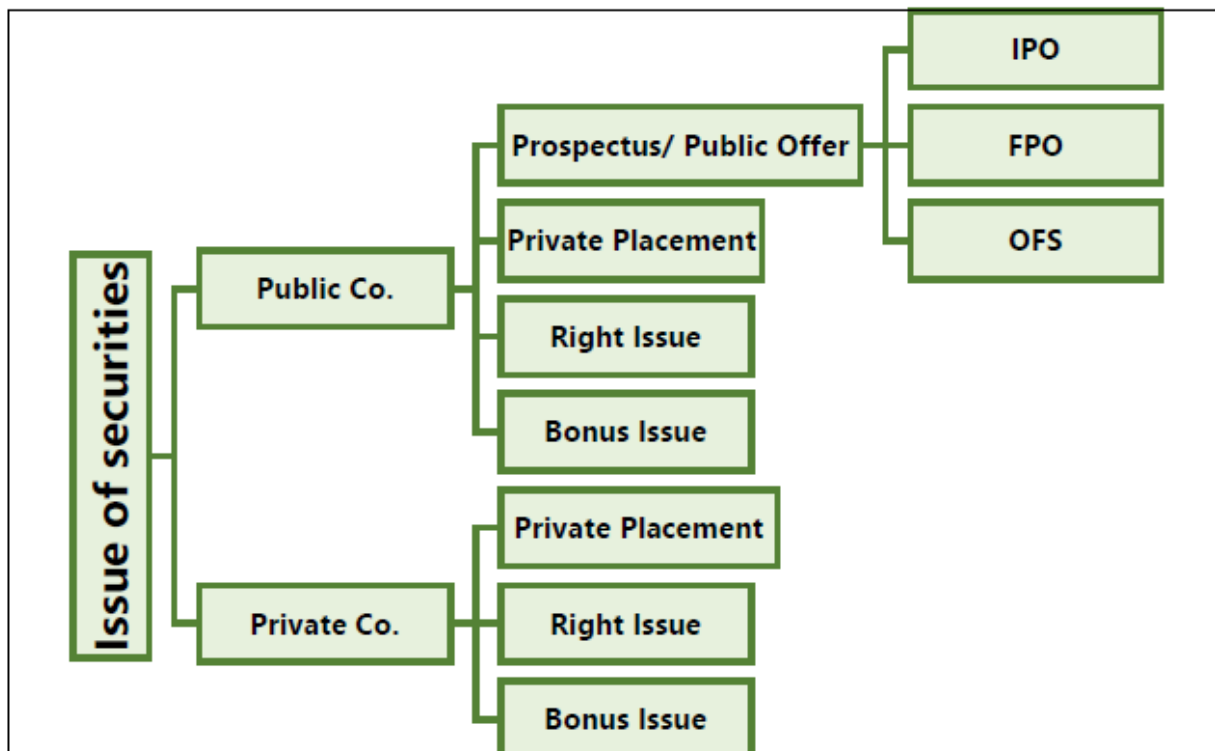 Issue of securities
Public Co.
Prospectus/ Public Offer
IPO
FPO
OFS
Private Placement
Right Issue
Bonus Issue
Private Co.
Private Placement
Right Issue
Bonus Issue